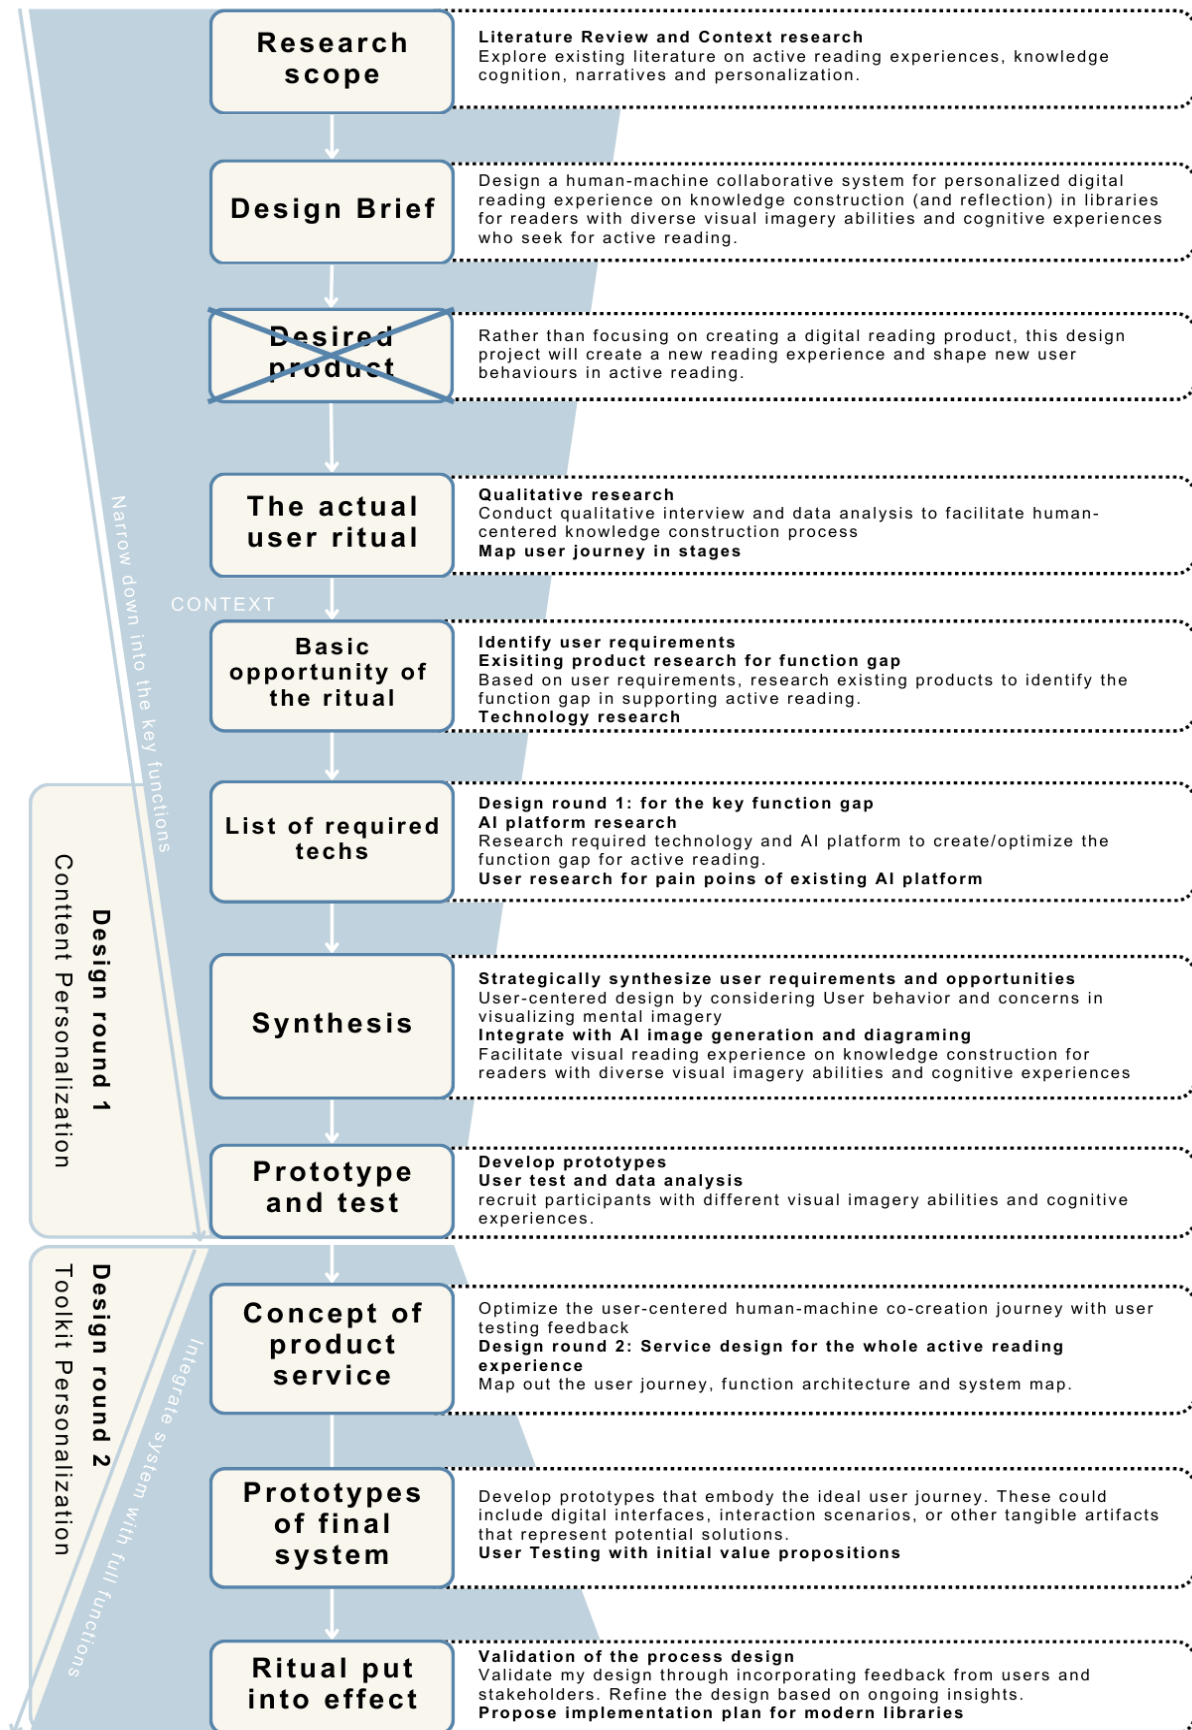 Research
scope
Literature Review and Context research
Explore existing literature on active reading experiences, knowledge
cognition, narratives and personalization.
Design Brief
Design a human-machine collaborative system for personalized digital
reading experience on knowledge construction (and reflection) in libraries
for readers with diverse visual imagery abilities and cognitive experiences
who seek for active reading.
Desired
product
Rather than focusing on creating a digital reading product, this design
project will create a new reading experience and shape new user
behaviours in active reading.
The actual
user ritual
Qualitative research
Conduct qualitative interview and data analysis to facilitate human-
centered knowledge construction process
Map user journey in stages
Narrow down into the key functions
CONTEXT
Basic
opportunity of
the ritual
Identify user requirements
Exisiting product research for function gap
Based on user requirements, research existing products to identify the
function gap in supporting active reading.
Technology research
List of required
techs
Design round 1: for the key function gap
AI platform research
Research required technology and AI platform to create/optimize the
function gap for active reading.
User research for pain poins of existing AI platform
Design round 1
Conttent Personalization
Synthesis
Strategically synthesize user requirements and opportunities
User-centered design by considering User behavior and concerns in
visualizing mental imagery
Integrate with AI image generation and diagraming
Facilitate visual reading experience on knowledge construction for
readers with diverse visual imagery abilities and cognitive experiences
Prototype
and test
Develop prototypes
User test and data analysis
recruit participants with different visual imagery abilities and cognitive
experiences.
Design round 2
Toolkit Personalization
Integrate system with full functions
Concept of
product
service
Optimize the user-centered human-machine co-creation journey with user
testing feedback
Design round 2: Service design for the whole active reading
experience
Map out the user journey, function architecture and system map.
Prototypes
of final
system
Develop prototypes that embody the ideal user journey. These could
include digital interfaces, interaction scenarios, or other tangible artifacts
that represent potential solutions.
User Testing with initial value propositions
Ritual put
into effect
Validation of the process design
Validate my design through incorporating feedback from users and
stakeholders. Refine the design based on ongoing insights.
Propose implementation plan for modern libraries